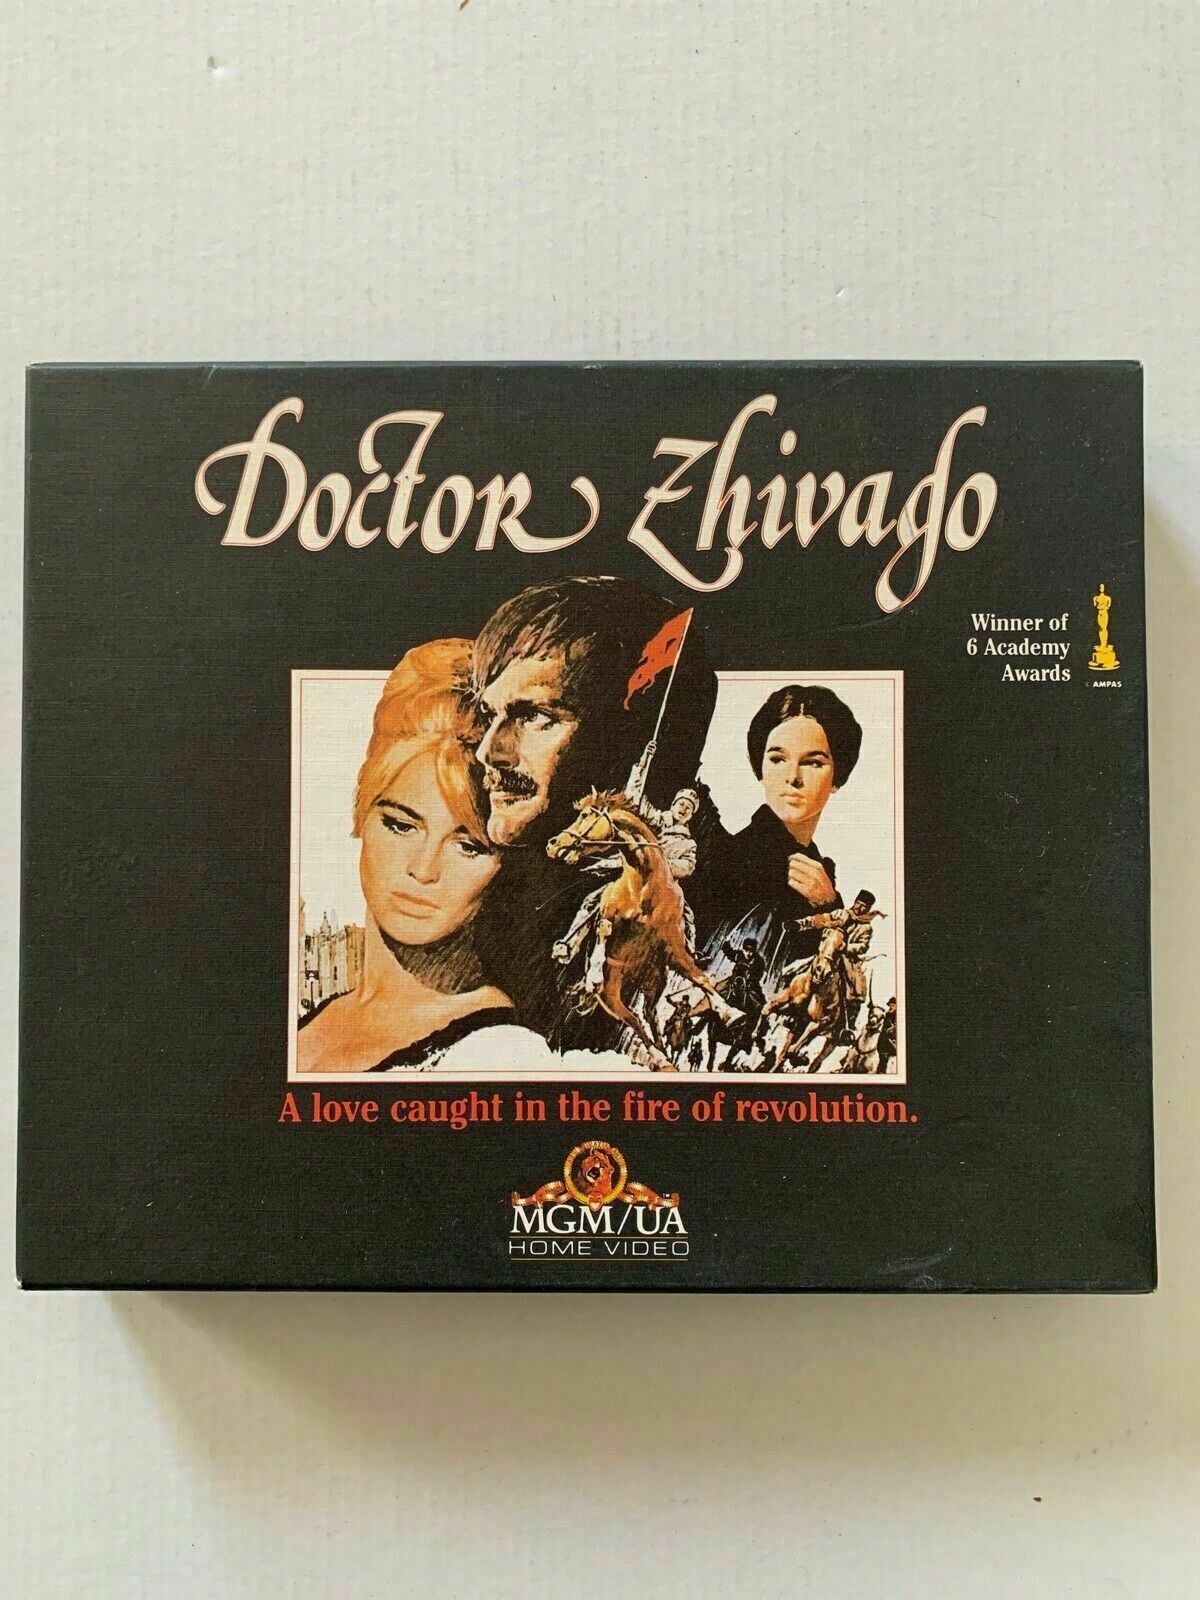 Doctor Zhivago
Winner of
6 Academy
Awards
AMPAS
A love caught in the fire of revolution.
MGM/UA
HOME VIDEO